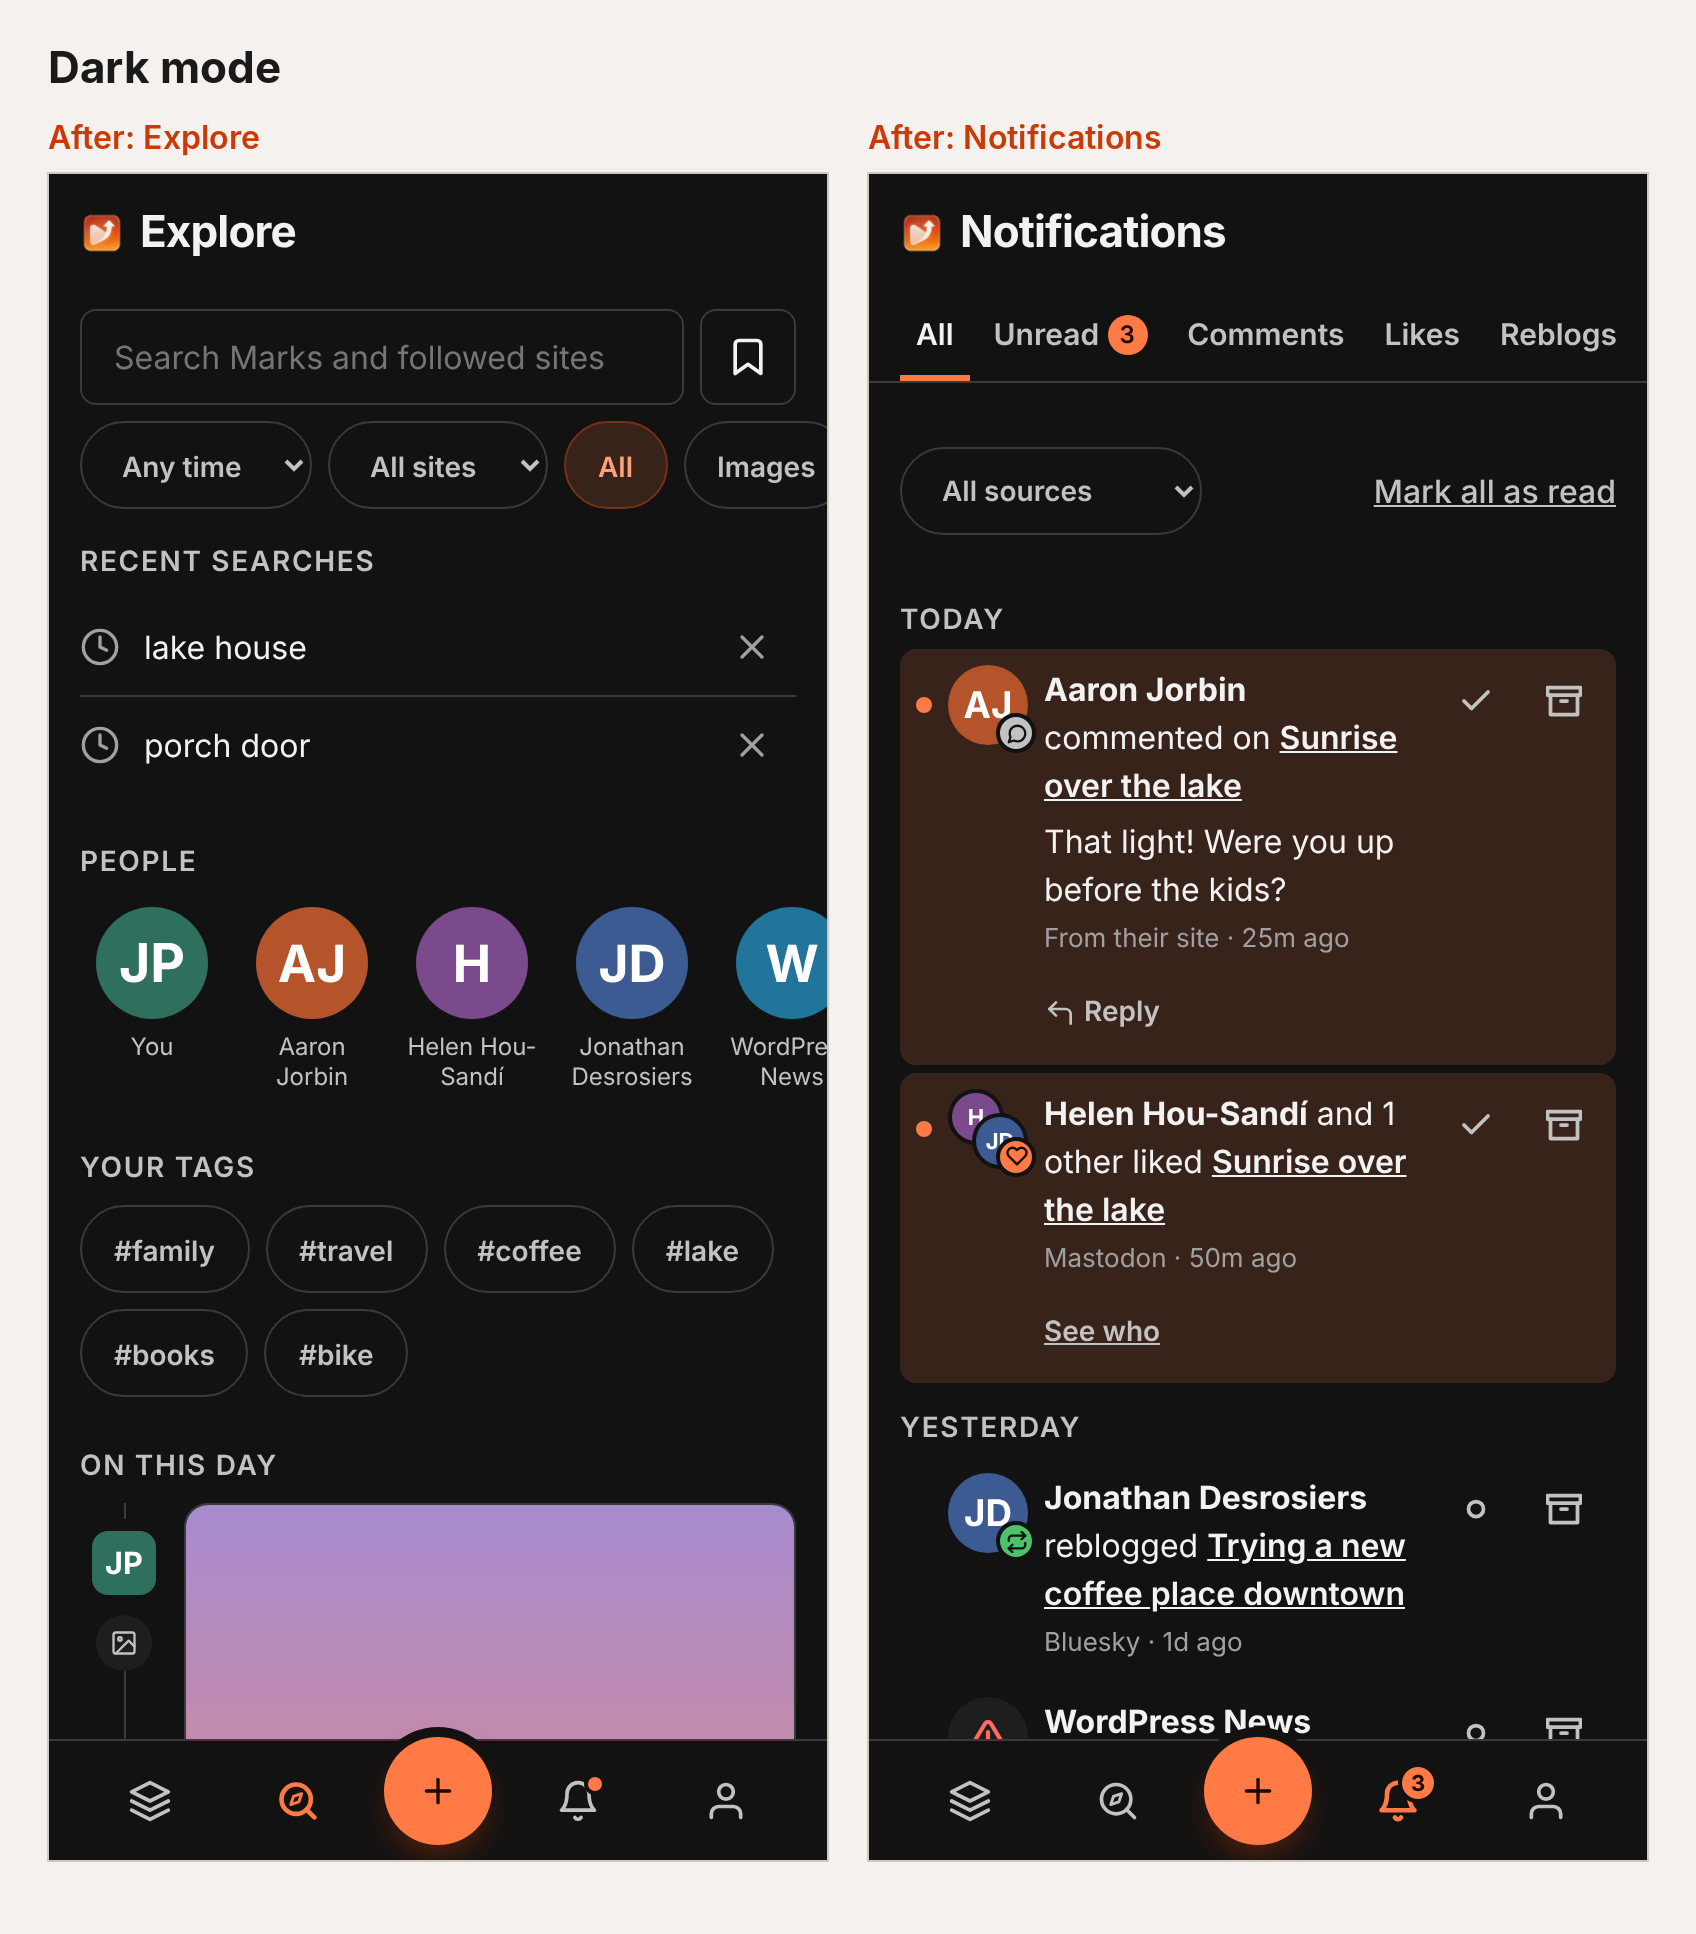 Dark mode
After: Explore
Explore
Search Marks and followed sites
Any time
All sites
All
Images
RECENT SEARCHES
lake house
porch door
PEOPLE
JP
AJ
H
JD
W
You
Aaron
Jorbin
Helen Hou-
Sandí
Jonathan
Desrosiers
WordPre
News
YOUR TAGS
#family
#travel
#coffee
#lake
#books
#bike
ON THIS DAY
JP
After: Notifications
Notifications
All
Unread 3
Comments
Likes
Reblogs
All sources
Mark all as read
TODAY
AJ
Aaron Jorbin
commented on Sunrise
over the lake
That light! Were you up
before the kids?
From their site · 25m ago
Reply
H
JD
Helen Hou-Sandí and 1
other liked Sunrise over
the lake
Mastodon · 50m ago
See who
YESTERDAY
JD
Jonathan Desrosiers
reblogged Trying a new
coffee place downtown
Bluesky · 1d ago
WordPress News
3